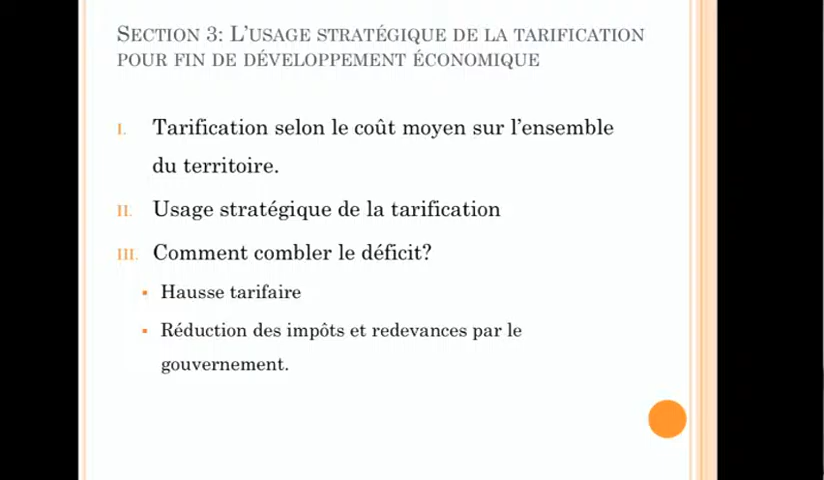 SECTION 3: L'USAGE STRATÉGIQUE DE LA TARIFICATION
POUR FIN DE DÉVELOPPEMENT ÉCONOMIQUE
I. Tarification selon le coût moyen sur l'ensemble
du territoire.
II. Usage stratégique de la tarification
III. Comment combler le déficit?
▪ Hausse tarifaire
▪ Réduction des impôts et redevances par le
gouvernement.